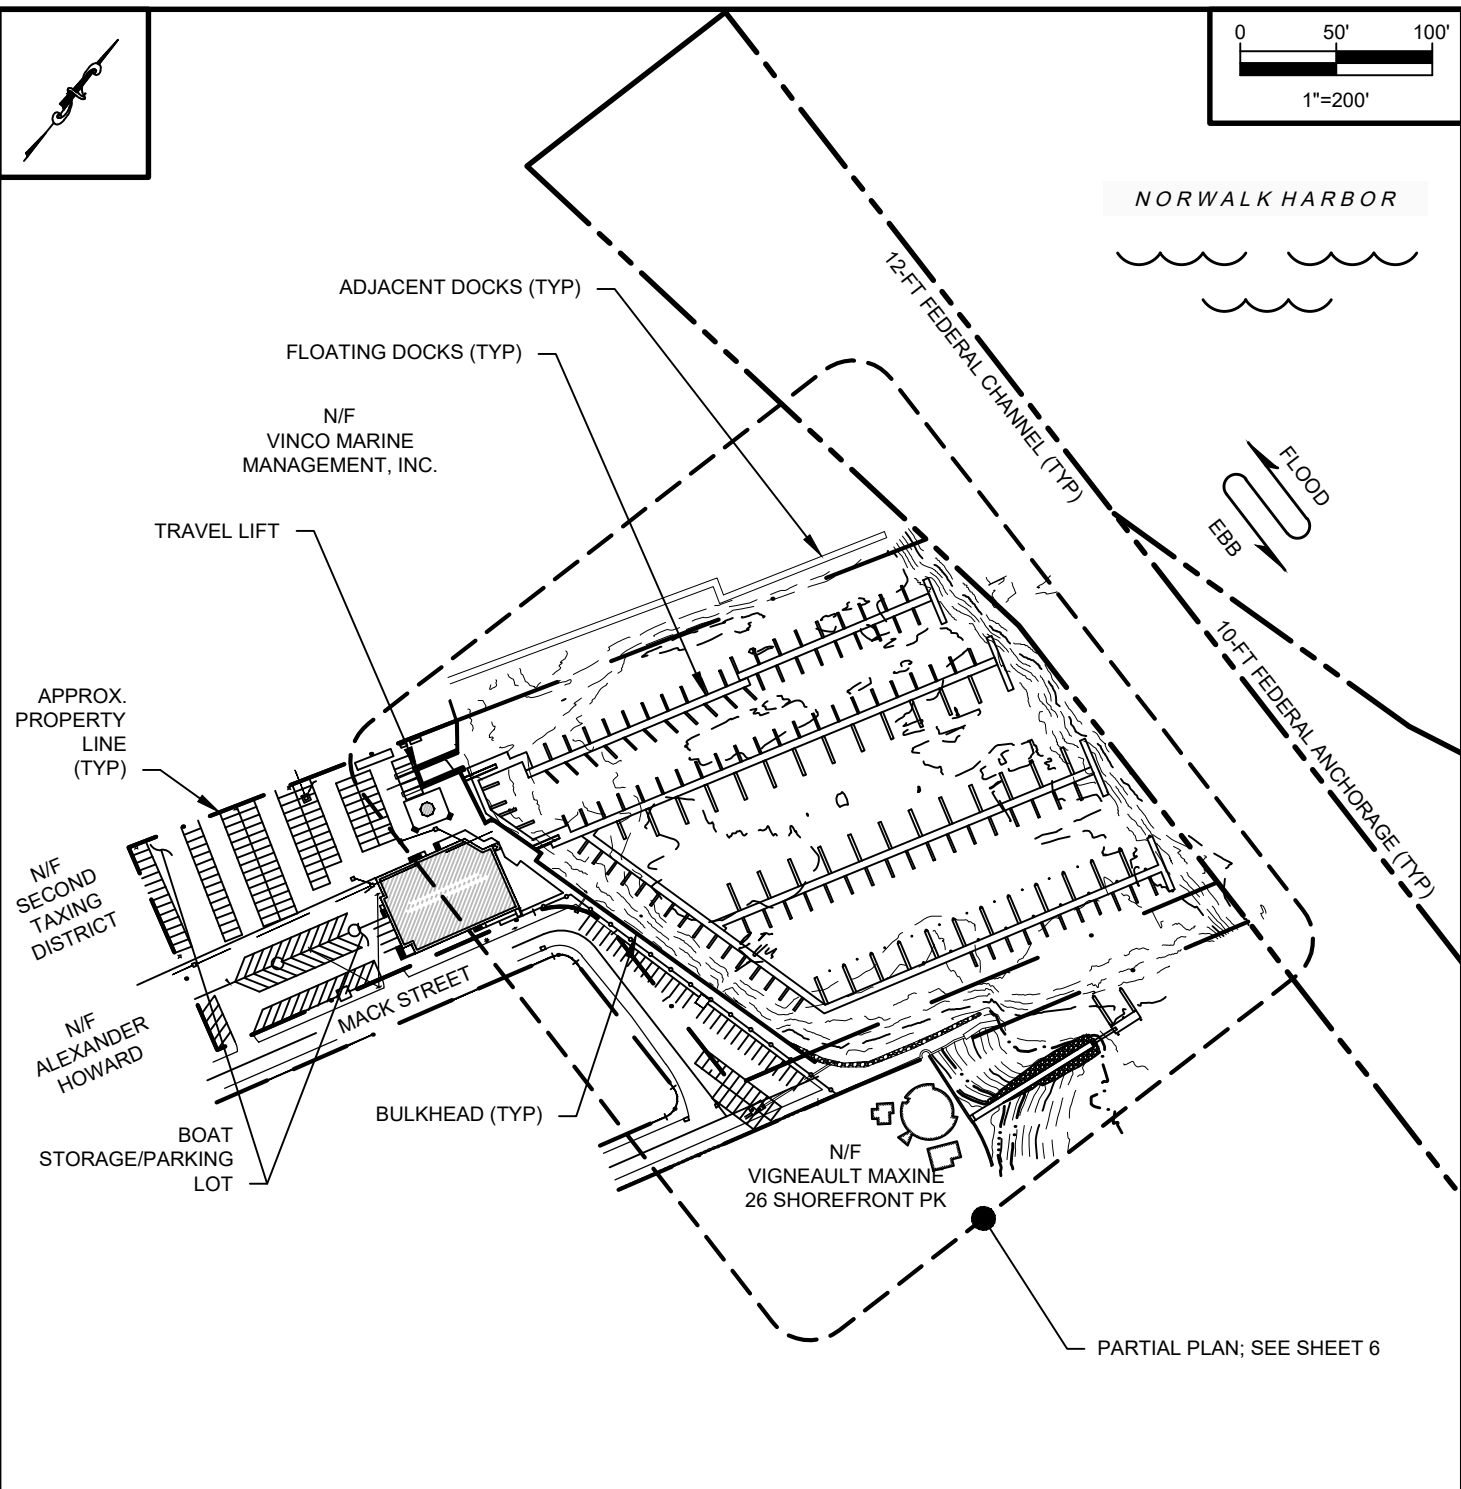 0 50' 100'
1"=200'
NORWALK HARBOR
12-FT FEDERAL CHANNEL (TYP)
ADJACENT DOCKS (TYP)
FLOATING DOCKS (TYP)
N/F
VINCO MARINE
MANAGEMENT, INC.
TRAVEL LIFT
FLOOD
EBB
10-FT FEDERAL ANCHORAGE (TYP)
APPROX.
PROPERTY
LINE
(TYP)
N/F
SECOND
TAXING
DISTRICT
N/F
ALEXANDER
HOWARD
MACK STREET
BULKHEAD (TYP)
BOAT
STORAGE/PARKING
LOT
N/F
VIGNEAULT MAXINE
26 SHOREFRONT PK
PARTIAL PLAN; SEE SHEET 6